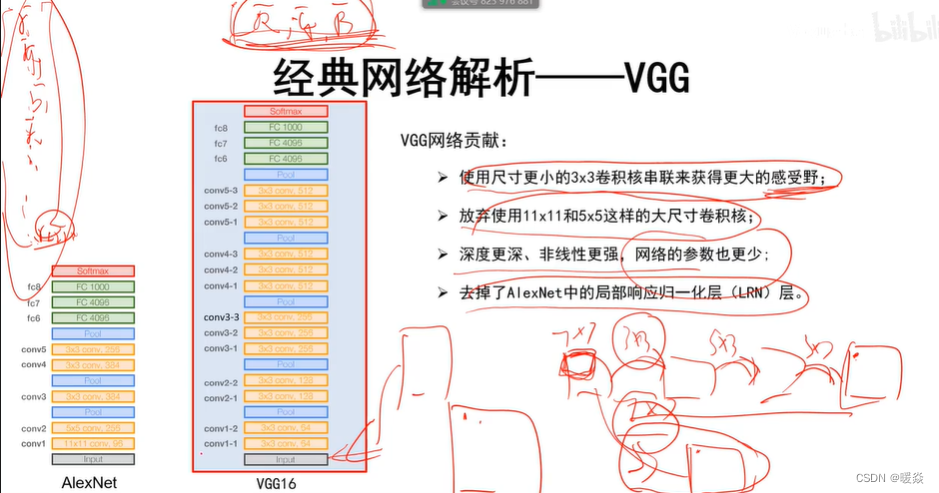 会议号 825 976 881
bilibili
R, G, B
经典网络解析——VGG
VGG网络贡献：
➢ 使用尺寸更小的3x3卷积核串联来获得更大的感受野；
➢ 放弃使用11x11和5x5这样的大尺寸卷积核；
➢ 深度更深、非线性更强，网络的参数也更少；
➢ 去掉了AlexNet中的局部响应归一化层（LRN）层。
Softmax
fc8 FC 1000
fc7 FC 4096
fc6 FC 4096
Pool
conv5-3 3x3 conv, 512
conv5-2 3x3 conv, 512
conv5-1 3x3 conv, 512
Pool
conv4-3 3x3 conv, 512
conv4-2 3x3 conv, 512
conv4-1 3x3 conv, 512
Pool
conv3-3 3x3 conv, 256
conv3-2 3x3 conv, 256
conv3-1 3x3 conv, 256
Pool
conv2-2 3x3 conv, 128
conv2-1 3x3 conv, 128
Pool
conv1-2 3x3 conv, 64
conv1-1 3x3 conv, 64
Input
VGG16
Softmax
fc8 FC 1000
fc7 FC 4096
fc6 FC 4096
Pool
conv5 3x3 conv, 256
conv4 3x3 conv, 384
Pool
conv3 3x3 conv, 384
Pool
conv2 5x5 conv, 256
conv1 11x11 conv, 96
Input
AlexNet
7x7 3x3
CSDN @暖焱